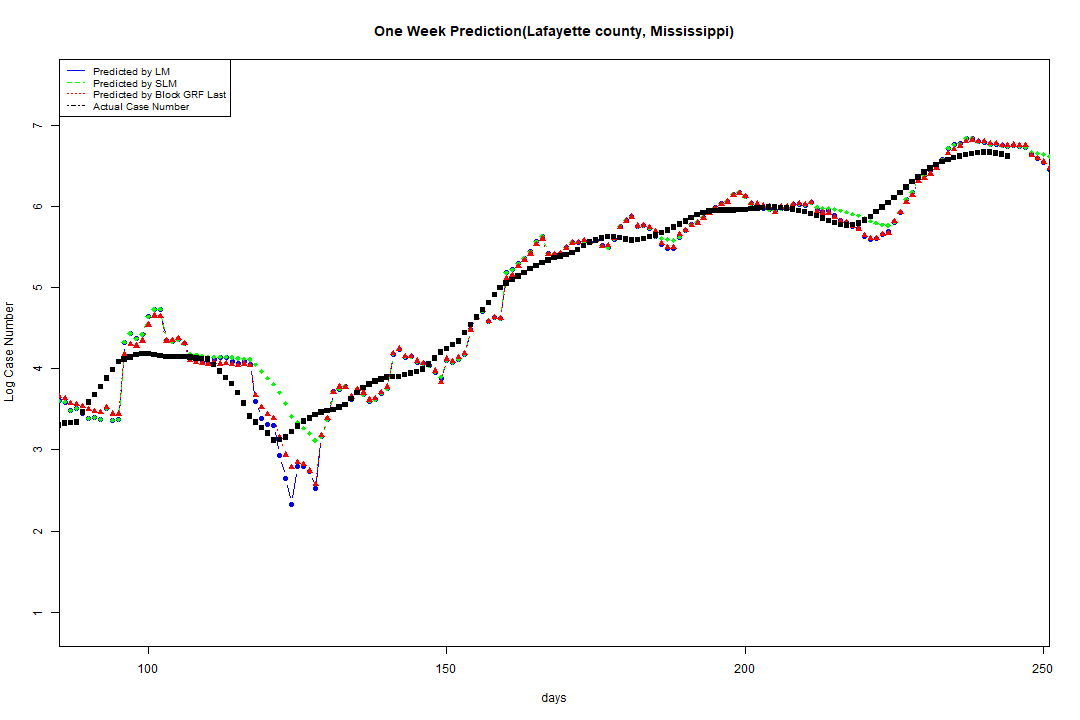 One Week Prediction(Lafayette county, Mississippi)
Predicted by LM
Predicted by SLM
Predicted by Block GRF Last
Actual Case Number
Log Case Number
7
6
5
4
3
2
1
100
150
200
250
days